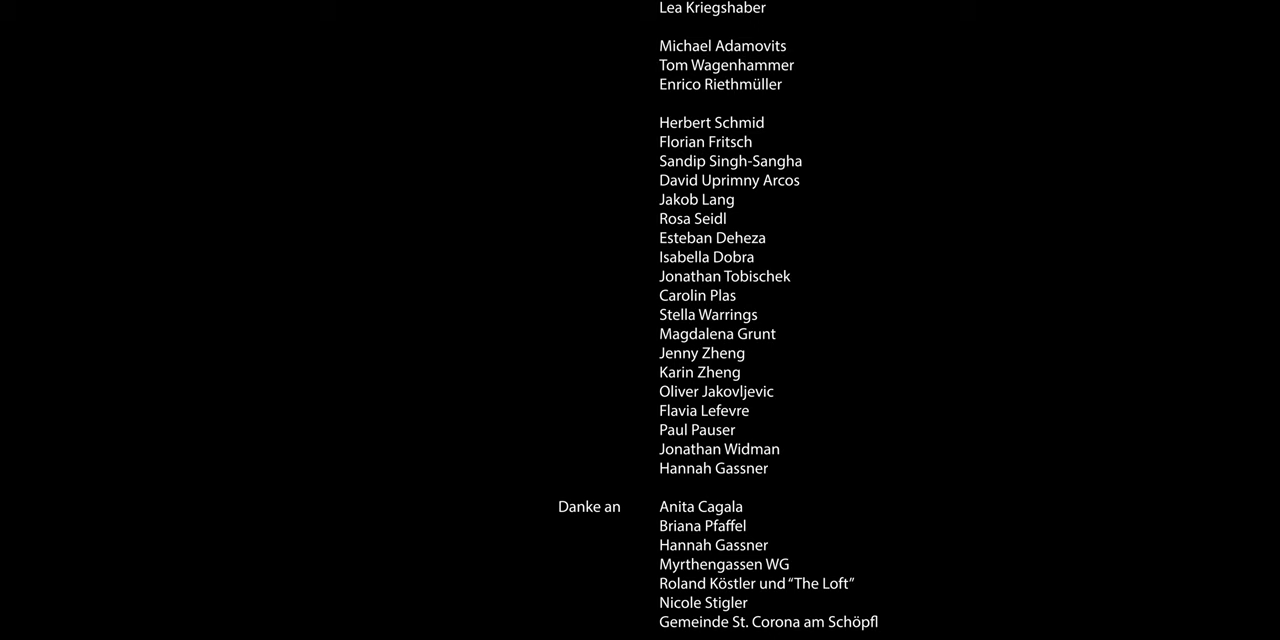 Lea Kriegshaber
Michael Adamovits
Tom Wagenhammer
Enrico Riethmüller
Herbert Schmid
Florian Fritsch
Sandip Singh-Sangha
David Uprimny Arcos
Jakob Lang
Rosa Seidl
Esteban Deheza
Isabella Dobra
Jonathan Tobischek
Carolin Plas
Stella Warrings
Magdalena Grunt
Jenny Zheng
Karin Zheng
Oliver Jakovljevic
Flavia Lefevre
Paul Pauser
Jonathan Widman
Hannah Gassner
Danke an Anita Cagala
Briana Pfaffel
Hannah Gassner
Myrthengassen WG
Roland Köstler und “The Loft”
Nicole Stigler
Gemeinde St. Corona am Schöpfl